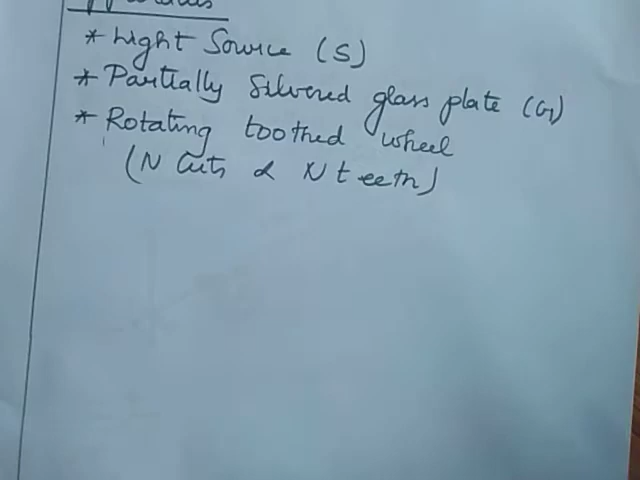 * Light Source (S)
* Partially Silvered glass plate (G)
* Rotating toothed wheel
(N Cuts & N teeth)